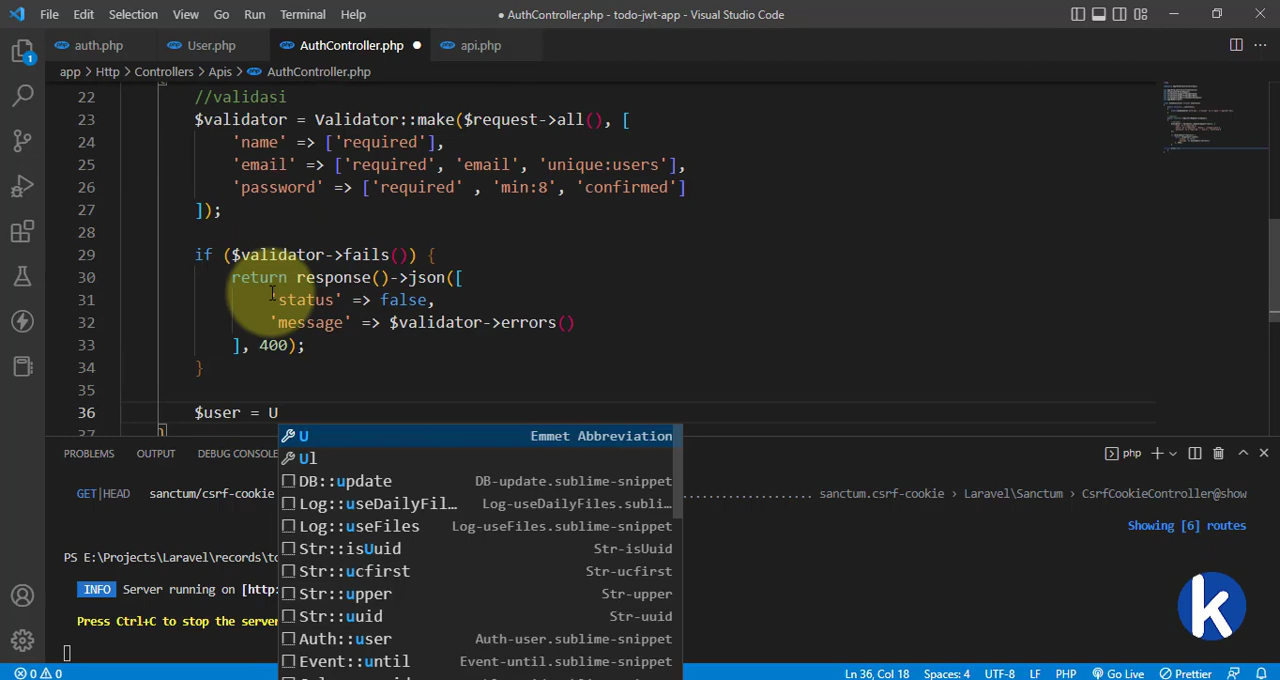 File Edit Selection View Go Run Terminal Help
● AuthController.php - todo-jwt-app - Visual Studio Code
auth.php User.php AuthController.php ● api.php
app > Http > Controllers > Apis > AuthController.php
1
22 //validasi
23 $validator = Validator::make($request->all(), [
24 'name' => ['required'],
25 'email' => ['required', 'email', 'unique:users'],
26 'password' => ['required' , 'min:8', 'confirmed']
27 ]);
28
29 if ($validator->fails()) {
30 return response()->json([
31 'status' => false,
32 'message' => $validator->errors()
33 ], 400);
34 }
35
36 $user = U
37 }
U Emmet Abbreviation
Ul
DB::update DB-update.sublime-snippet
Log::useDailyFil… Log-useDailyFiles.subli…
Log::useFiles Log-useFiles.sublime-snippet
Str::isUuid Str-isUuid
Str::ucfirst Str-ucfirst
Str::upper Str-upper
Str::uuid Str-uuid
Auth::user Auth-user.sublime-snippet
Event::until Event-until.sublime-snippet
PROBLEMS OUTPUT DEBUG CONSOLE
php
GET|HEAD sanctum/csrf-cookie ........................ sanctum.csrf-cookie › Laravel\Sanctum › CsrfCookieController@show
Showing [6] routes
PS E:\Projects\Laravel\records\to
INFO Server running on [http:
Press Ctrl+C to stop the server
k
0 0 Ln 36, Col 18 Spaces: 4 UTF-8 LF PHP Go Live Prettier